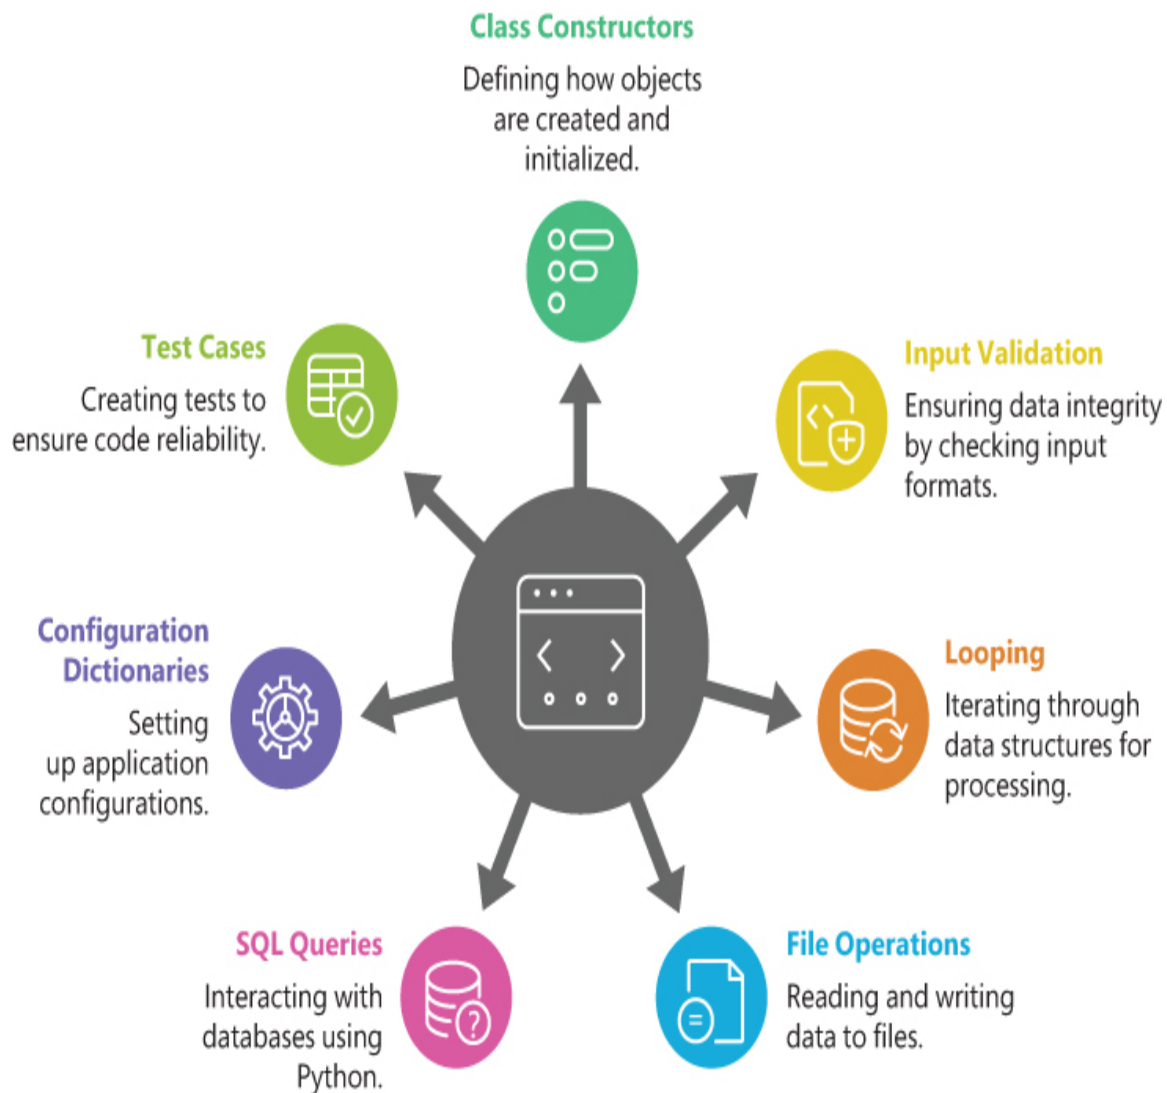 Class Constructors
Defining how objects
are created and
initialized.
Test Cases
Creating tests to
ensure code reliability.
Input Validation
Ensuring data integrity
by checking input
formats.
Configuration
Dictionaries
Setting
up application
configurations.
Looping
Iterating through
data structures for
processing.
SQL Queries
Interacting with
databases using
Python.
File Operations
Reading and writing
data to files.